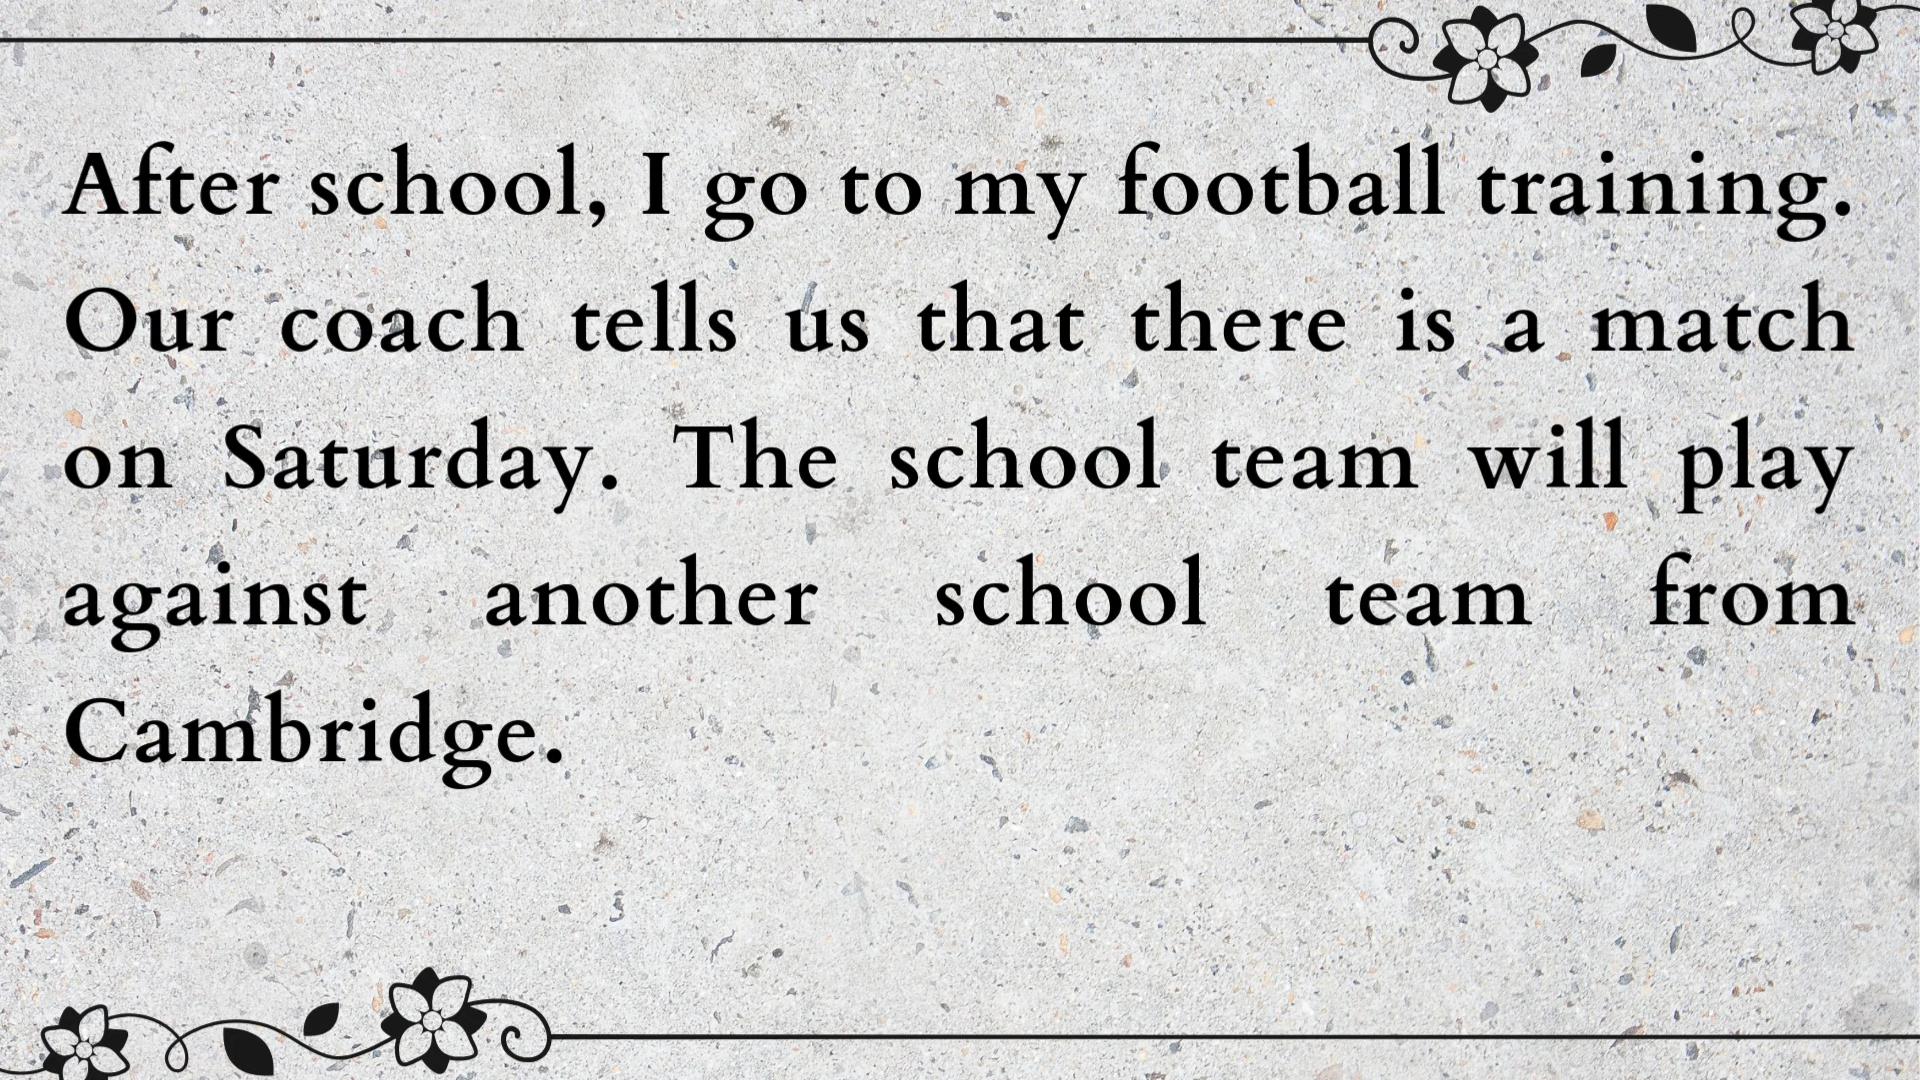 After school, I go to my football training.
Our coach tells us that there is a match
on Saturday. The school team will play
against another school team from
Cambridge.